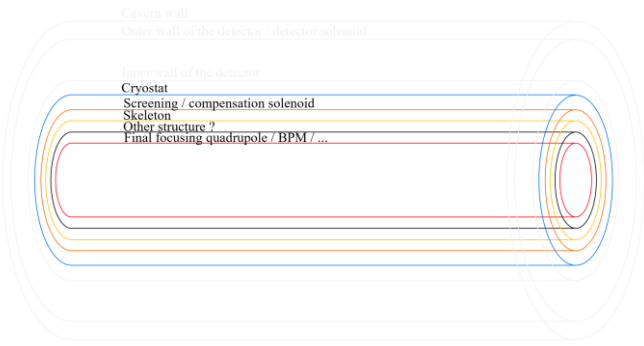 Cavern wall
Outer wall of the detector / detector solenoid
Inner wall of the detector
Cryostat
Screening / compensation solenoid
Skeleton
Other structure ?
Final focusing quadrupole / BPM / ...